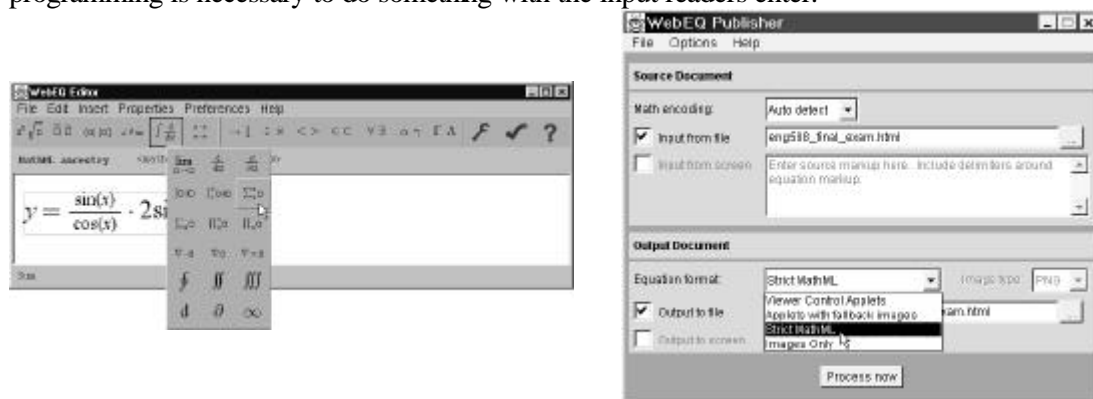 programming is necessary to do something with the input readers enter.
WebEQ Editor
File Edit Insert Properties Preferences Help
MathML ancestry
lim
y = sin(x)/cos(x) · 2si
Sum
d ∂ ∞
WebEQ Publisher
File Options Help
Source Document
Math encoding: Auto detect
Input from file eng518_final_exam.html ...
Input from screen Enter source markup here. Include delimiters around
equation markup.
Output Document
Equation format: Strict MathML Image type: PNG
Viewer Control Applets
Output to file Applets with fallback images xam.html ...
Strict MathML
Output to screen Images Only
Process now